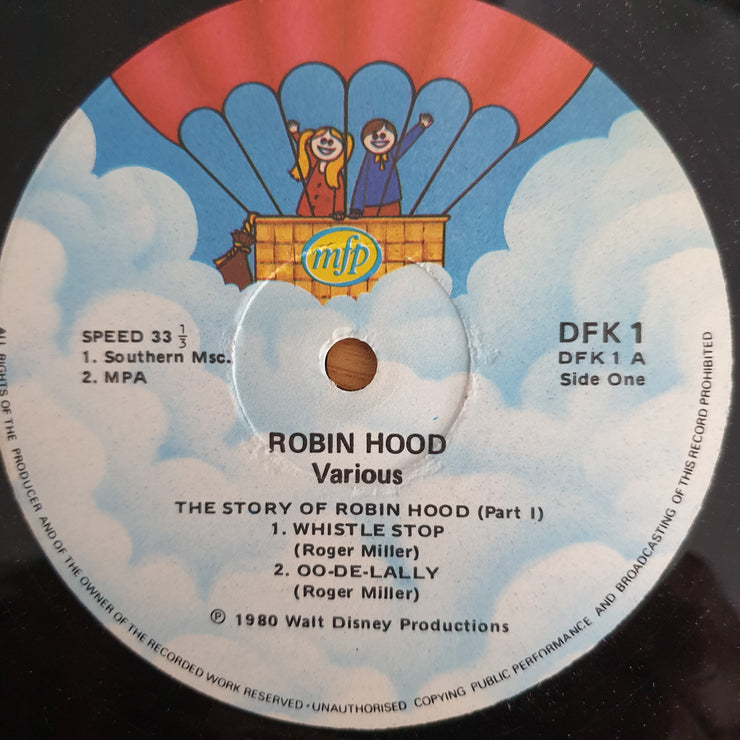 mfp
SPEED 33 1/3
1. Southern Msc.
2. MPA
DFK 1
DFK 1 A
Side One
ROBIN HOOD
Various
THE STORY OF ROBIN HOOD (Part I)
1. WHISTLE STOP
(Roger Miller)
2. OO-DE-LALLY
(Roger Miller)
℗ 1980 Walt Disney Productions
ALL RIGHTS OF THE PRODUCER AND OF THE OWNER OF THE RECORDED WORK RESERVED · UNAUTHORISED COPYING PUBLIC PERFORMANCE AND BROADCASTING OF THIS RECORD PROHIBITED